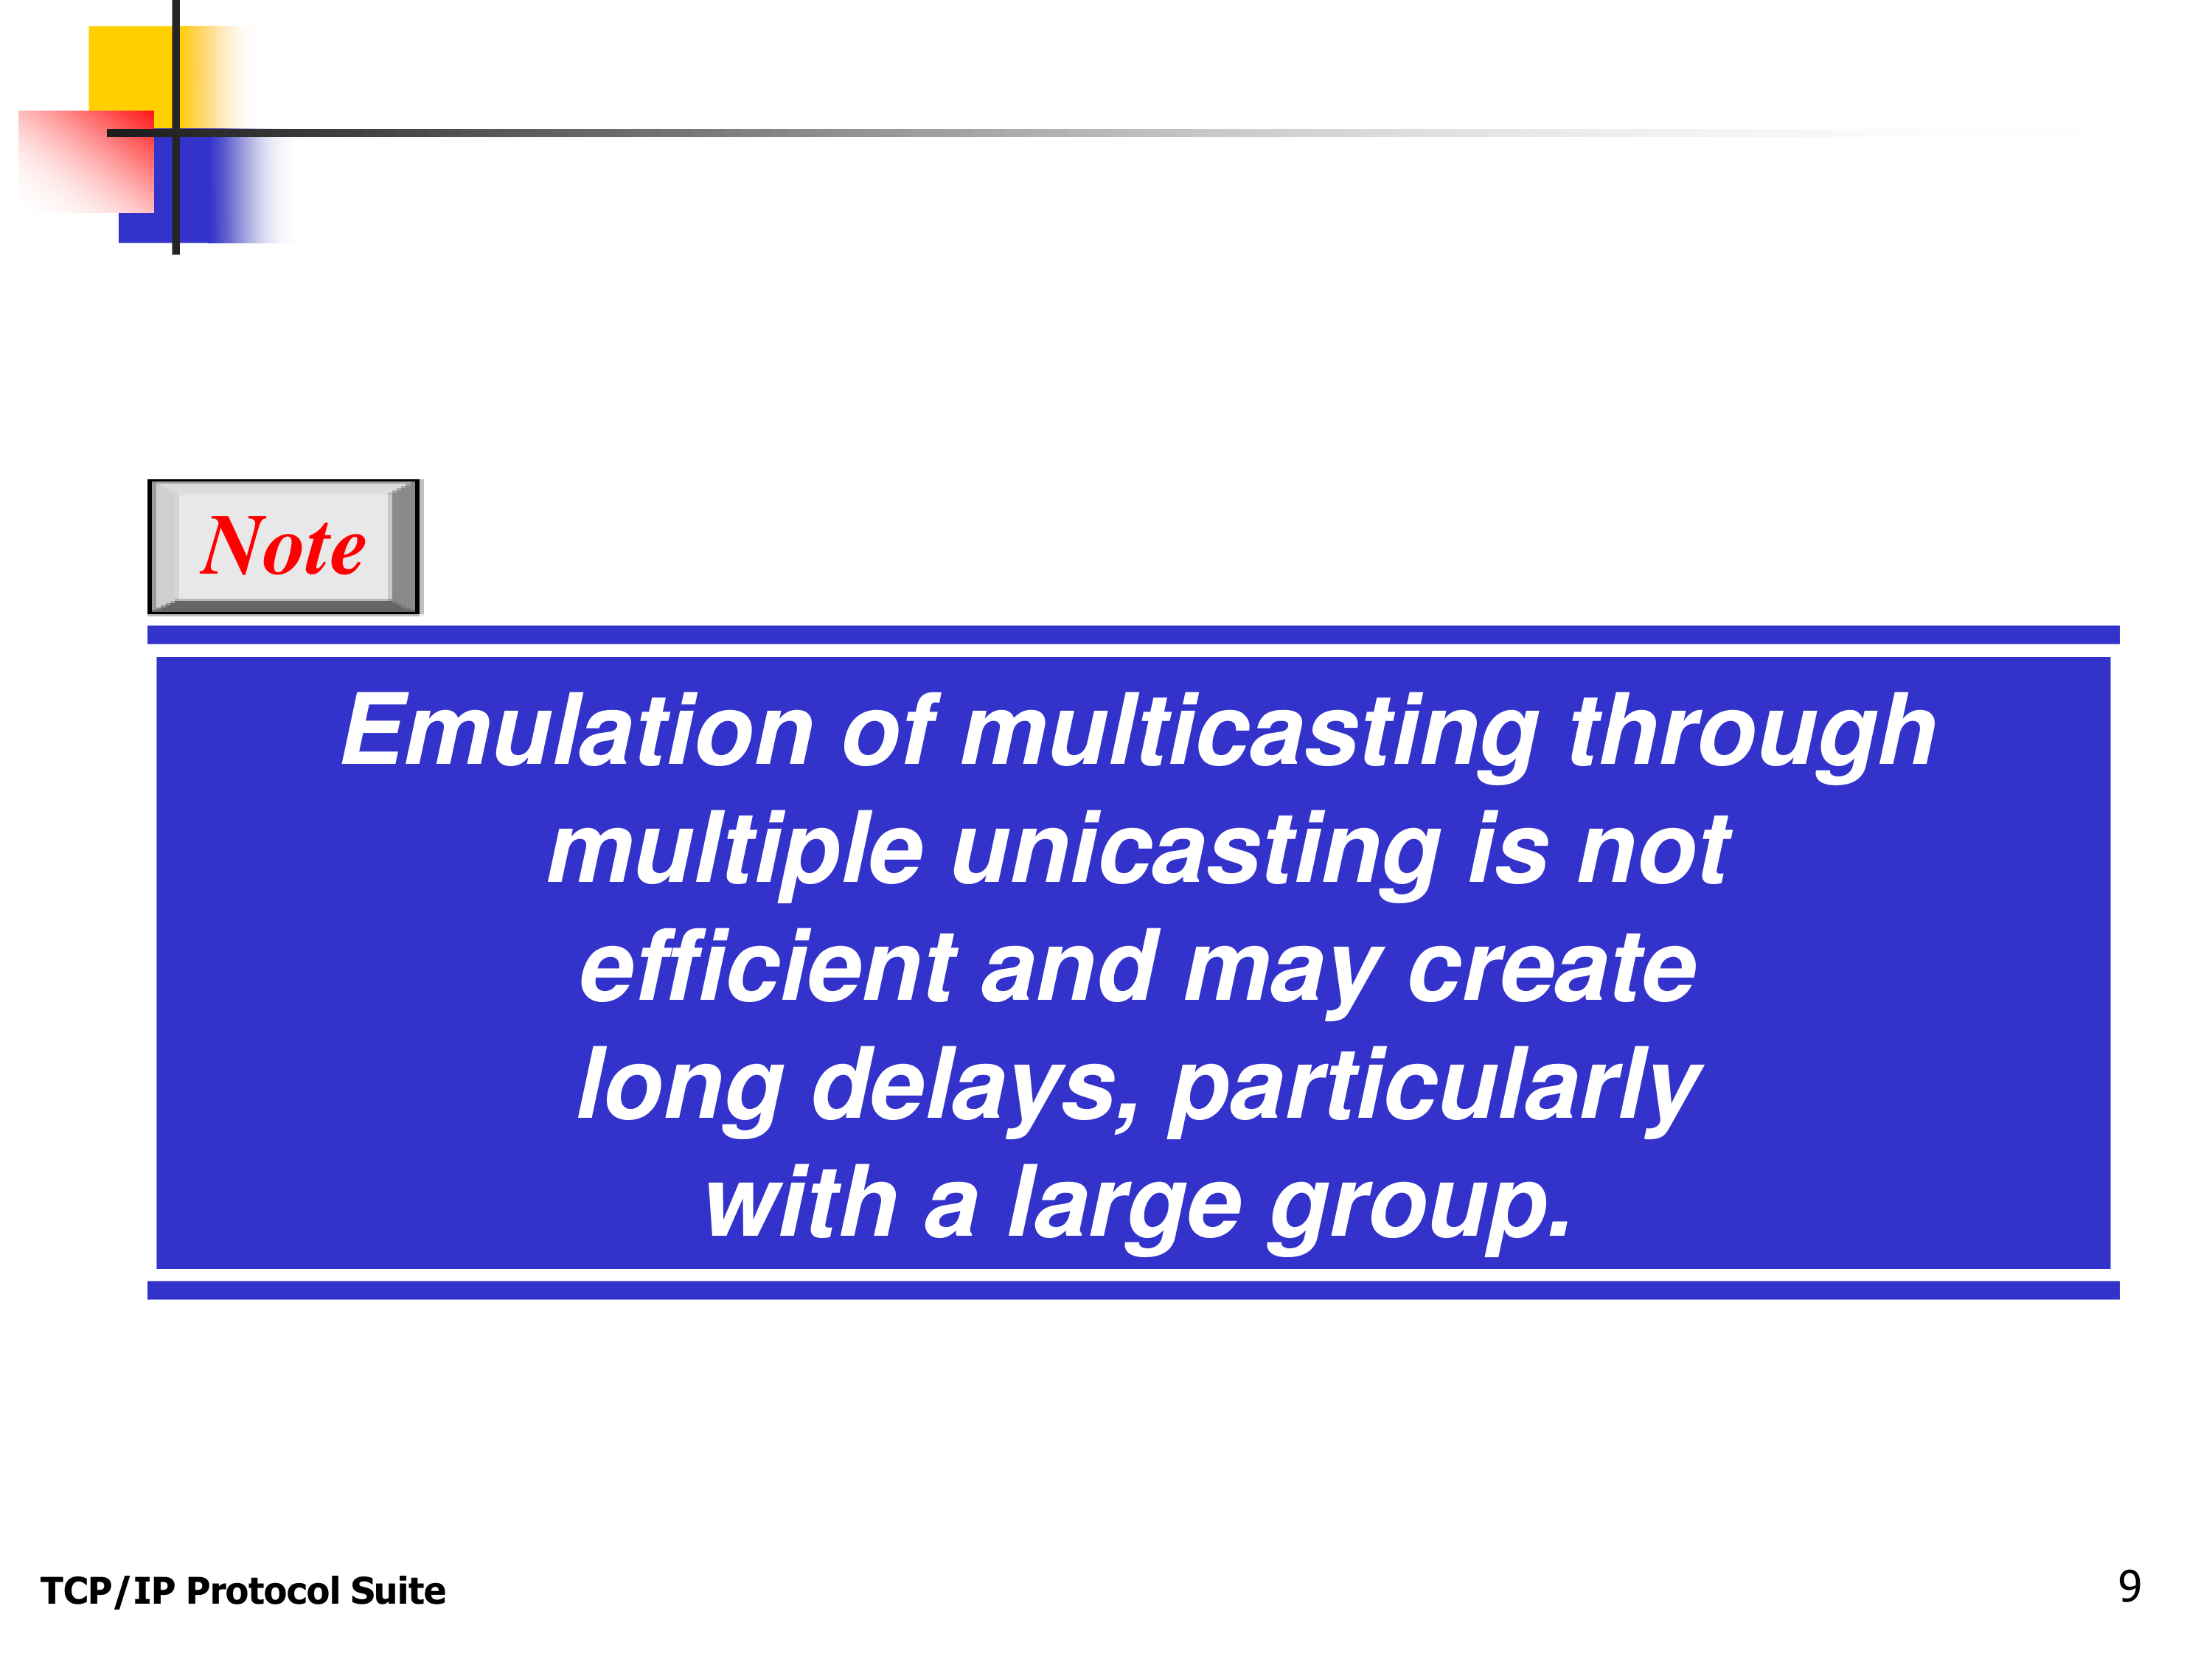 Note
Emulation of multicasting through
multiple unicasting is not
efficient and may create
long delays, particularly
with a large group.
TCP/IP Protocol Suite
9